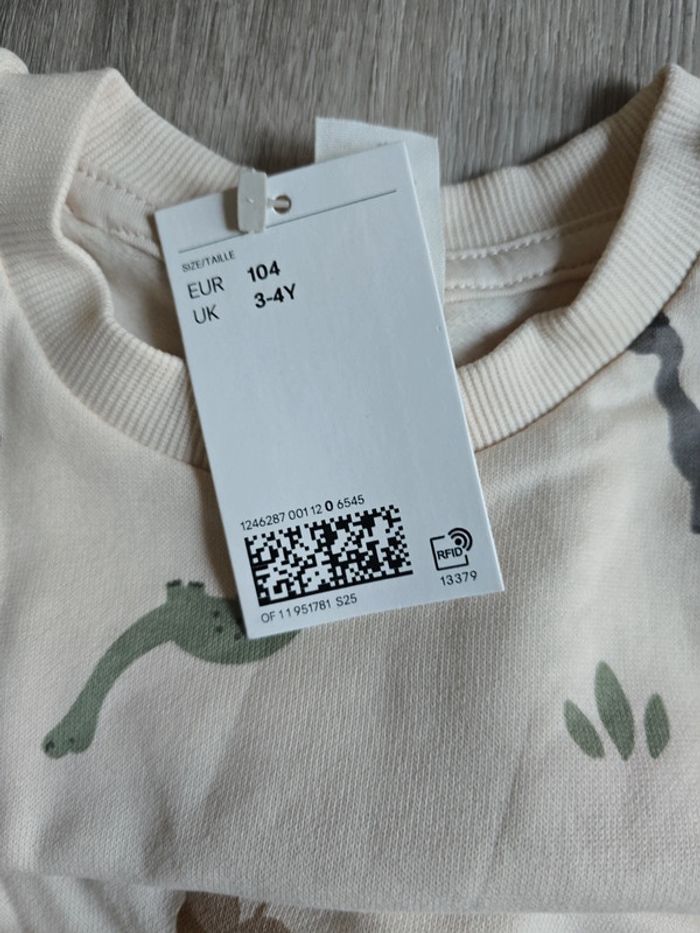 SIZE/TAILLE
EUR 104
UK 3-4Y
1246287 001 12 0 6545
RFID
13379
OF 11951781 S25